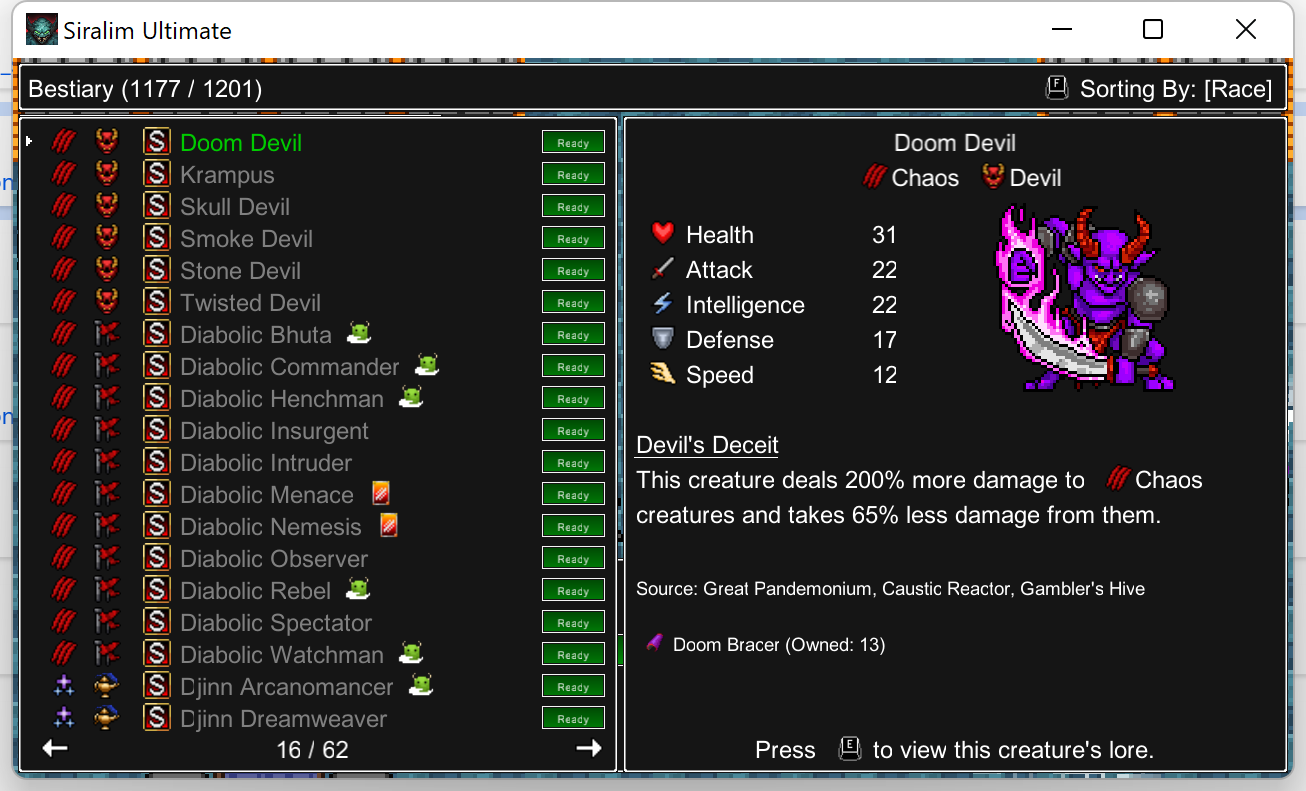 Siralim Ultimate
Bestiary (1177 / 1201)
F Sorting By: [Race]
S Doom Devil Ready
S Krampus Ready
S Skull Devil Ready
S Smoke Devil Ready
S Stone Devil Ready
S Twisted Devil Ready
S Diabolic Bhuta Ready
S Diabolic Commander Ready
S Diabolic Henchman Ready
S Diabolic Insurgent Ready
S Diabolic Intruder Ready
S Diabolic Menace Ready
S Diabolic Nemesis Ready
S Diabolic Observer Ready
S Diabolic Rebel Ready
S Diabolic Spectator Ready
S Diabolic Watchman Ready
S Djinn Arcanomancer Ready
S Djinn Dreamweaver Ready
16 / 62
Doom Devil
Chaos Devil
Health 31
Attack 22
Intelligence 22
Defense 17
Speed 12
Devil's Deceit
This creature deals 200% more damage to Chaos
creatures and takes 65% less damage from them.
Source: Great Pandemonium, Caustic Reactor, Gambler's Hive
Doom Bracer (Owned: 13)
Press E to view this creature's lore.